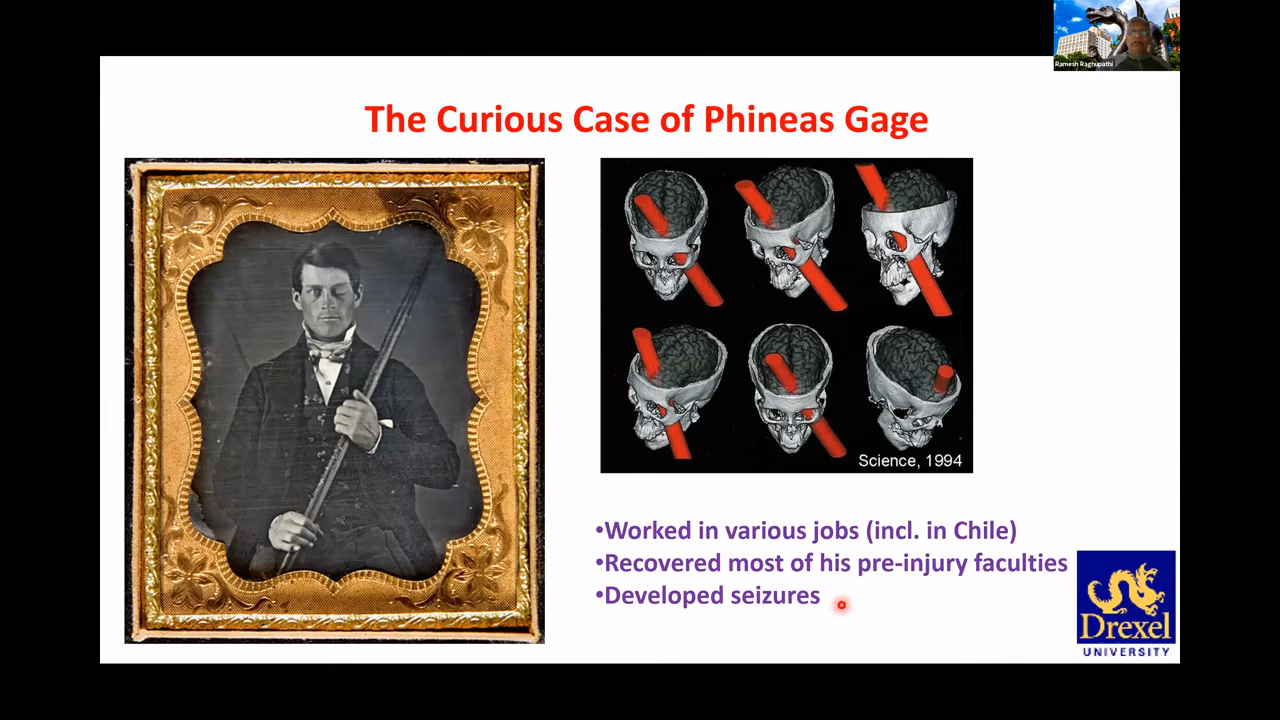 Ramesh Raghupathi
The Curious Case of Phineas Gage
Science, 1994
•Worked in various jobs (incl. in Chile)
•Recovered most of his pre-injury faculties
•Developed seizures
Drexel
UNIVERSITY